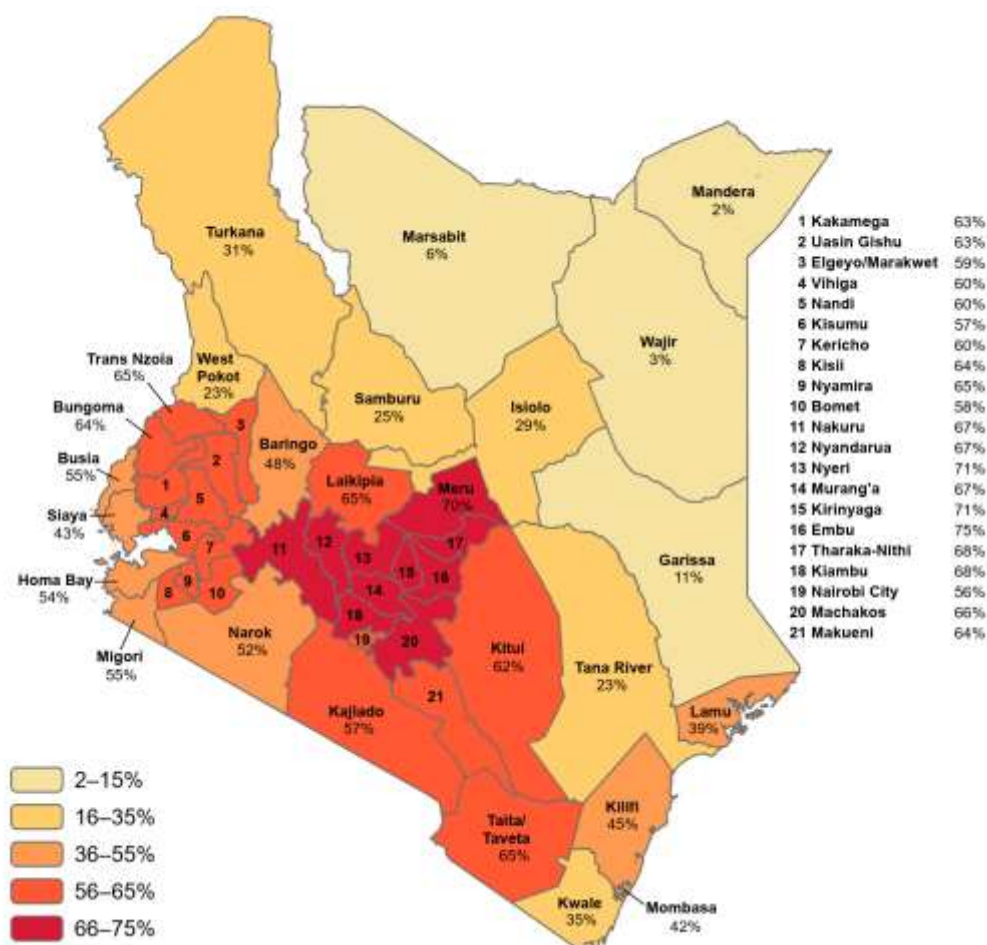 Turkana
31%
Marsabit
6%
Mandera
2%
Wajir
3%
West
Pokot
23%
Trans Nzoia
65%
Bungoma
64%
Busia
55%
Siaya
43%
Homa Bay
54%
Migori
55%
Samburu
25%
Isiolo
29%
Baringo
48%
Laikipia
65%
Meru
70%
Garissa
11%
Narok
52%
Kitui
62%
Tana River
23%
Lamu
39%
Kajiado
57%
Taita/
Taveta
65%
Kilifi
45%
Kwale
35%
Mombasa
42%
3
2
1
5
4
6
7
8
9
10
11
12
13
14
15
16
17
18
19
20
21
1 Kakamega 63%
2 Uasin Gishu 63%
3 Elgeyo/Marakwet 59%
4 Vihiga 60%
5 Nandi 60%
6 Kisumu 57%
7 Kericho 60%
8 Kisii 64%
9 Nyamira 65%
10 Bomet 58%
11 Nakuru 67%
12 Nyandarua 67%
13 Nyeri 71%
14 Murang'a 67%
15 Kirinyaga 71%
16 Embu 75%
17 Tharaka-Nithi 68%
18 Kiambu 68%
19 Nairobi City 56%
20 Machakos 66%
21 Makueni 64%
2–15%
16–35%
36–55%
56–65%
66–75%